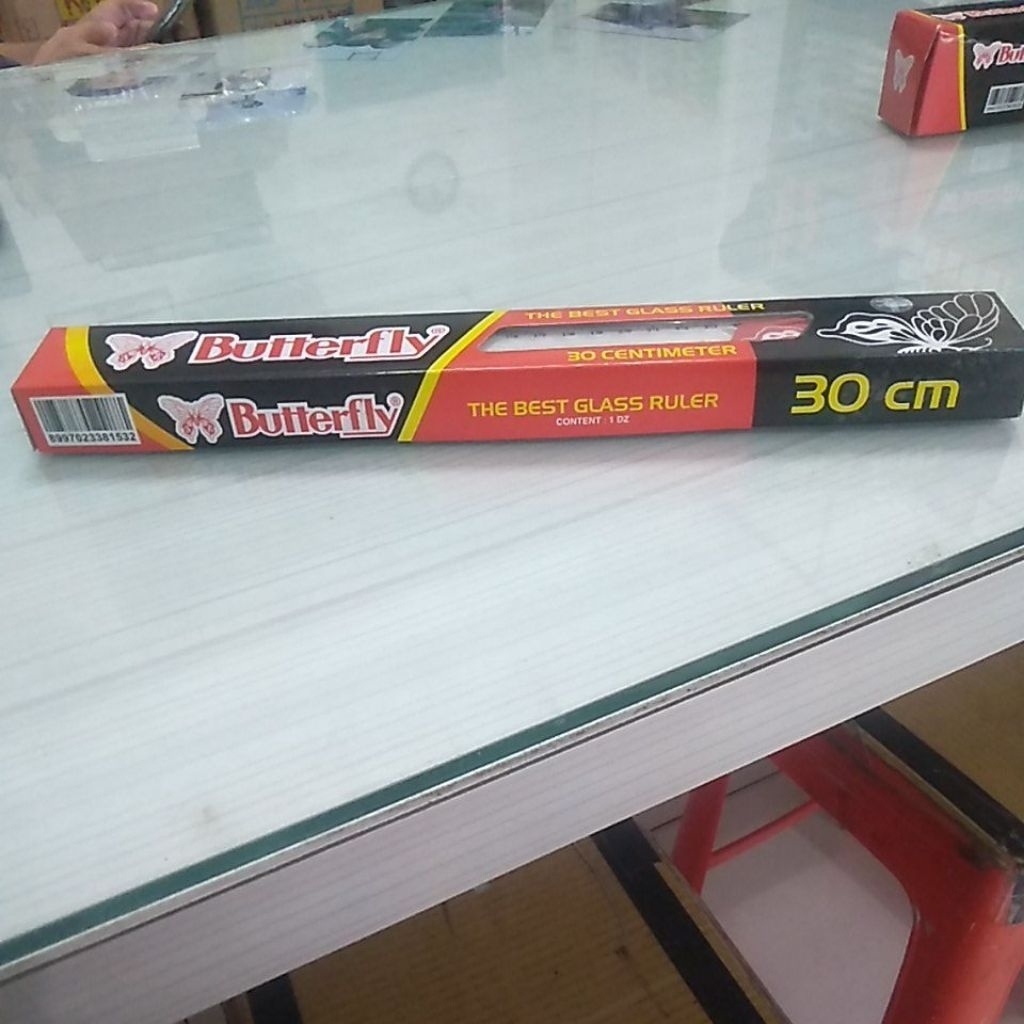 THE BEST GLASS RULER
Butterfly®
30 CENTIMETER
Butterfly®
THE BEST GLASS RULER
CONTENT : 1 DZ
30 cm
8997023381532